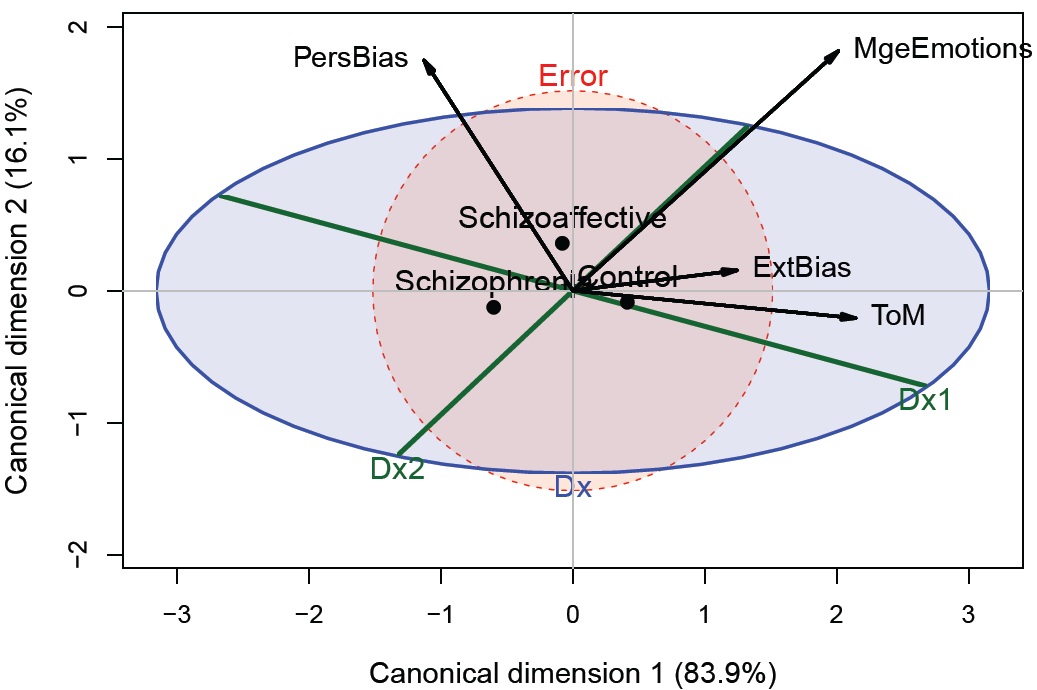 Canonical dimension 2 (16.1%)
2
1
0
−1
−2
PersBias
MgeEmotions
Error
Schizoaffective
Schizophrenia
Control
ExtBias
ToM
Dx1
Dx2
Dx
−3
−2
−1
0
1
2
3
Canonical dimension 1 (83.9%)